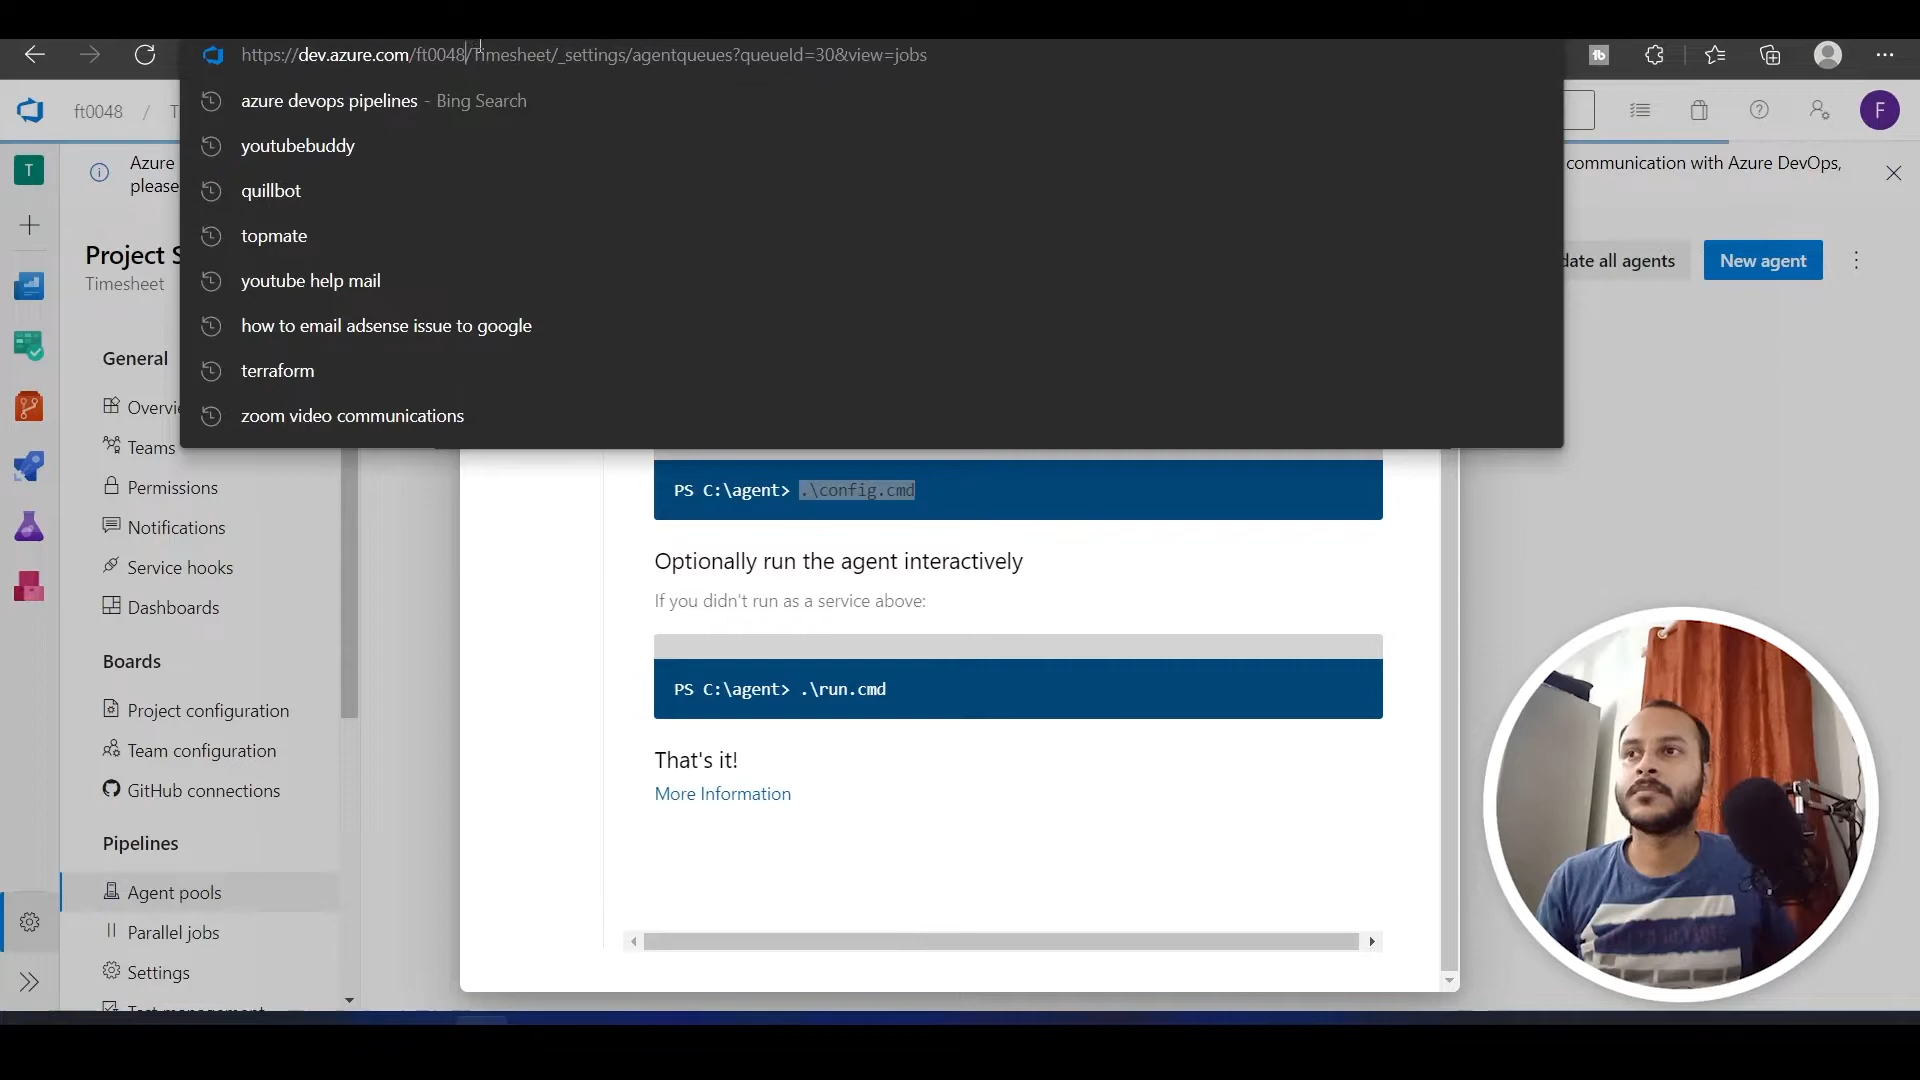 https://dev.azure.com/ft0048/Timesheet/_settings/agentqueues?queueId=30&view=jobs
azure devops pipelines - Bing Search
youtubebuddy
quillbot
topmate
youtube help mail
how to email adsense issue to google
terraform
zoom video communications
tb
ft0048 / T
F
T
Azure
please
communication with Azure DevOps,
Project S
Timesheet
date all agents
New agent
General
Overvie
Teams
Permissions
Notifications
Service hooks
Dashboards
Boards
Project configuration
Team configuration
GitHub connections
Pipelines
Agent pools
Parallel jobs
Settings
Test management
PS C:\agent> .\config.cmd
Optionally run the agent interactively
If you didn't run as a service above:
PS C:\agent> .\run.cmd
That's it!
More Information